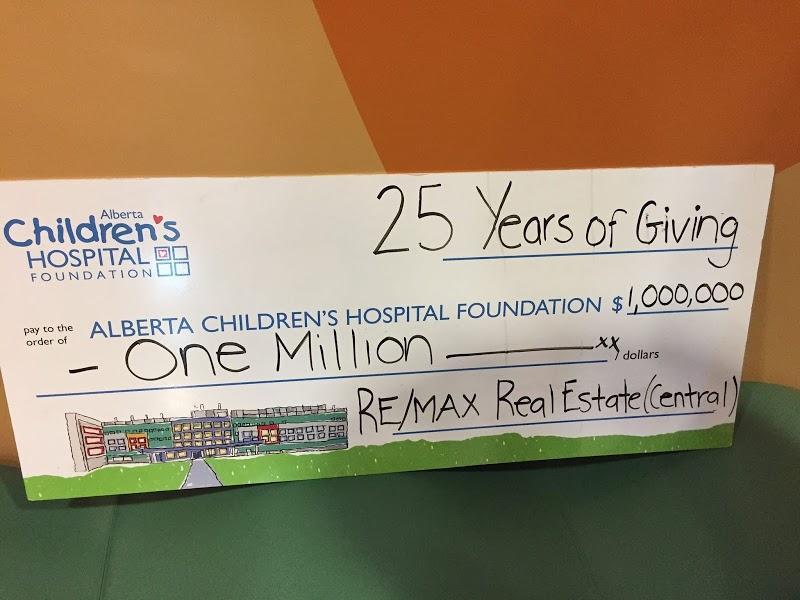 Alberta
Children's
HOSPITAL
FOUNDATION
25 Years of Giving
pay to the
order of
ALBERTA CHILDREN'S HOSPITAL FOUNDATION $ 1,000,000
- One Million ——— xx dollars
RE/MAX Real Estate (Central)